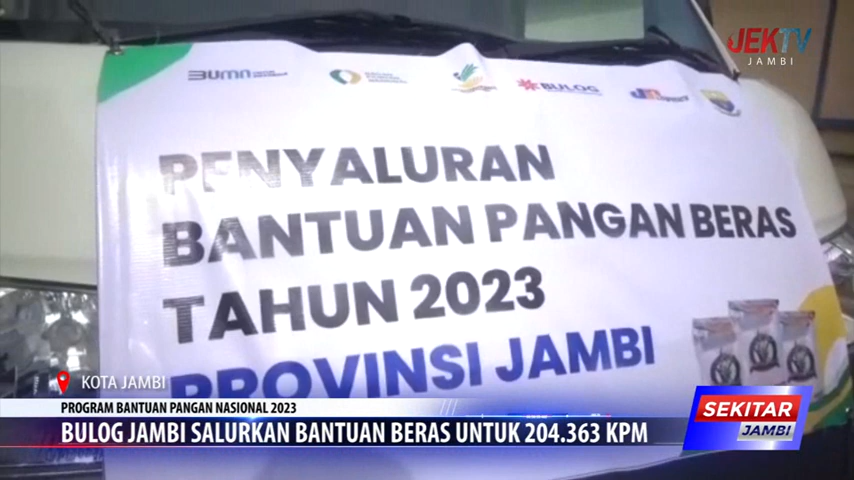 JEKTV
JAMBI
BUMN
BULOG
PENYALURAN
BANTUAN PANGAN BERAS
TAHUN 2023
PROVINSI JAMBI
KOTA JAMBI
PROGRAM BANTUAN PANGAN NASIONAL 2023
BULOG JAMBI SALURKAN BANTUAN BERAS UNTUK 204.363 KPM
SEKITAR
JAMBI